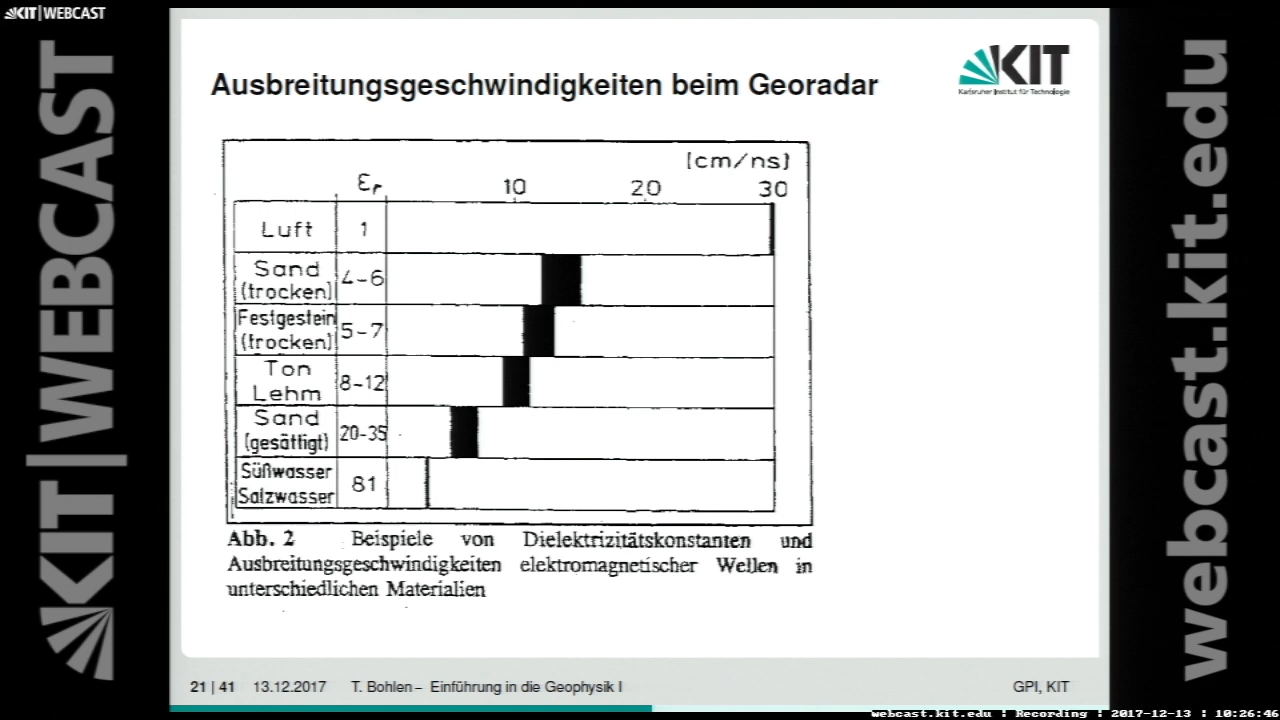 KIT|WEBCAST
KIT|WEBCAST
webcast.kit.edu
Ausbreitungsgeschwindigkeiten beim Georadar
KIT
Karlsruher Institut für Technologie
[cm/ns]
εr 10 20 30
Luft 1
Sand (trocken) 4-6
Festgestein (trocken) 5-7
Ton Lehm 8-12
Sand (gesättigt) 20-35
Süßwasser Salzwasser 81
Abb. 2 Beispiele von Dielektrizitätskonstanten und
Ausbreitungsgeschwindigkeiten elektromagnetischer Wellen in
unterschiedlichen Materialien
21 | 41 13.12.2017 T. Bohlen – Einführung in die Geophysik I GPI, KIT
webcast.kit.edu : Recording : 2017-12-13 : 10:26:46